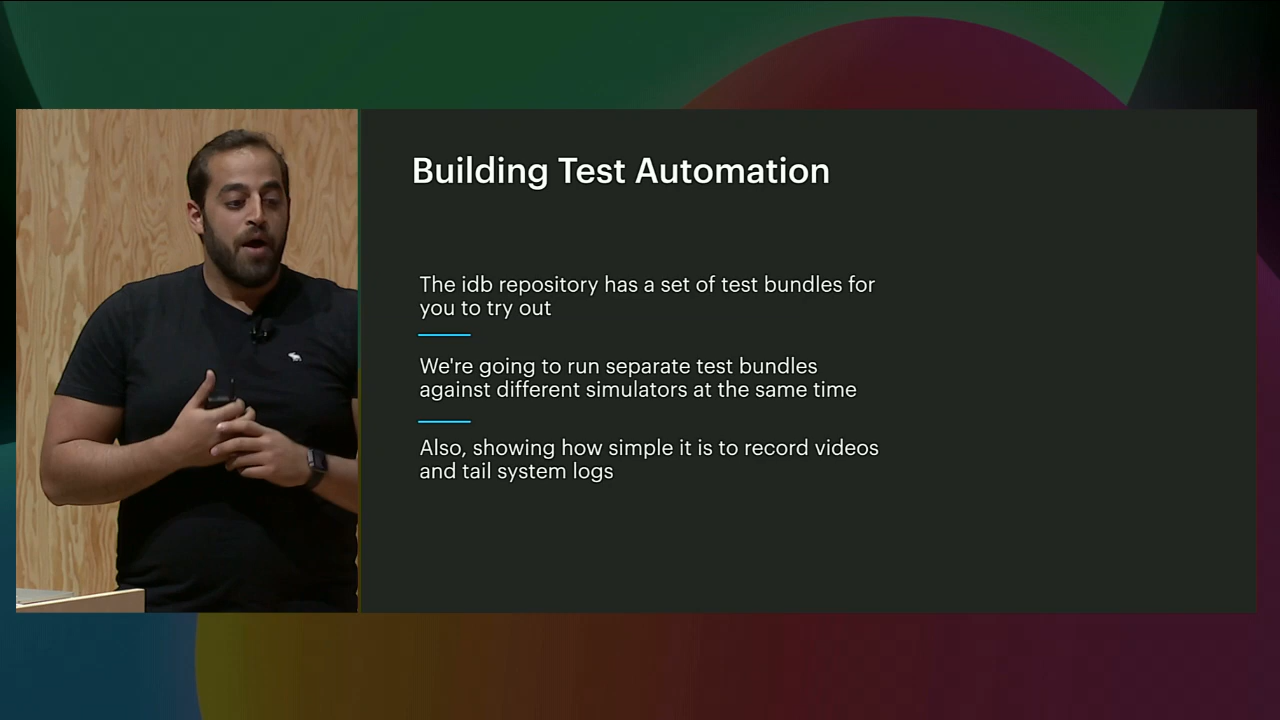 Building Test Automation
The idb repository has a set of test bundles for
you to try out
We're going to run separate test bundles
against different simulators at the same time
Also, showing how simple it is to record videos
and tail system logs